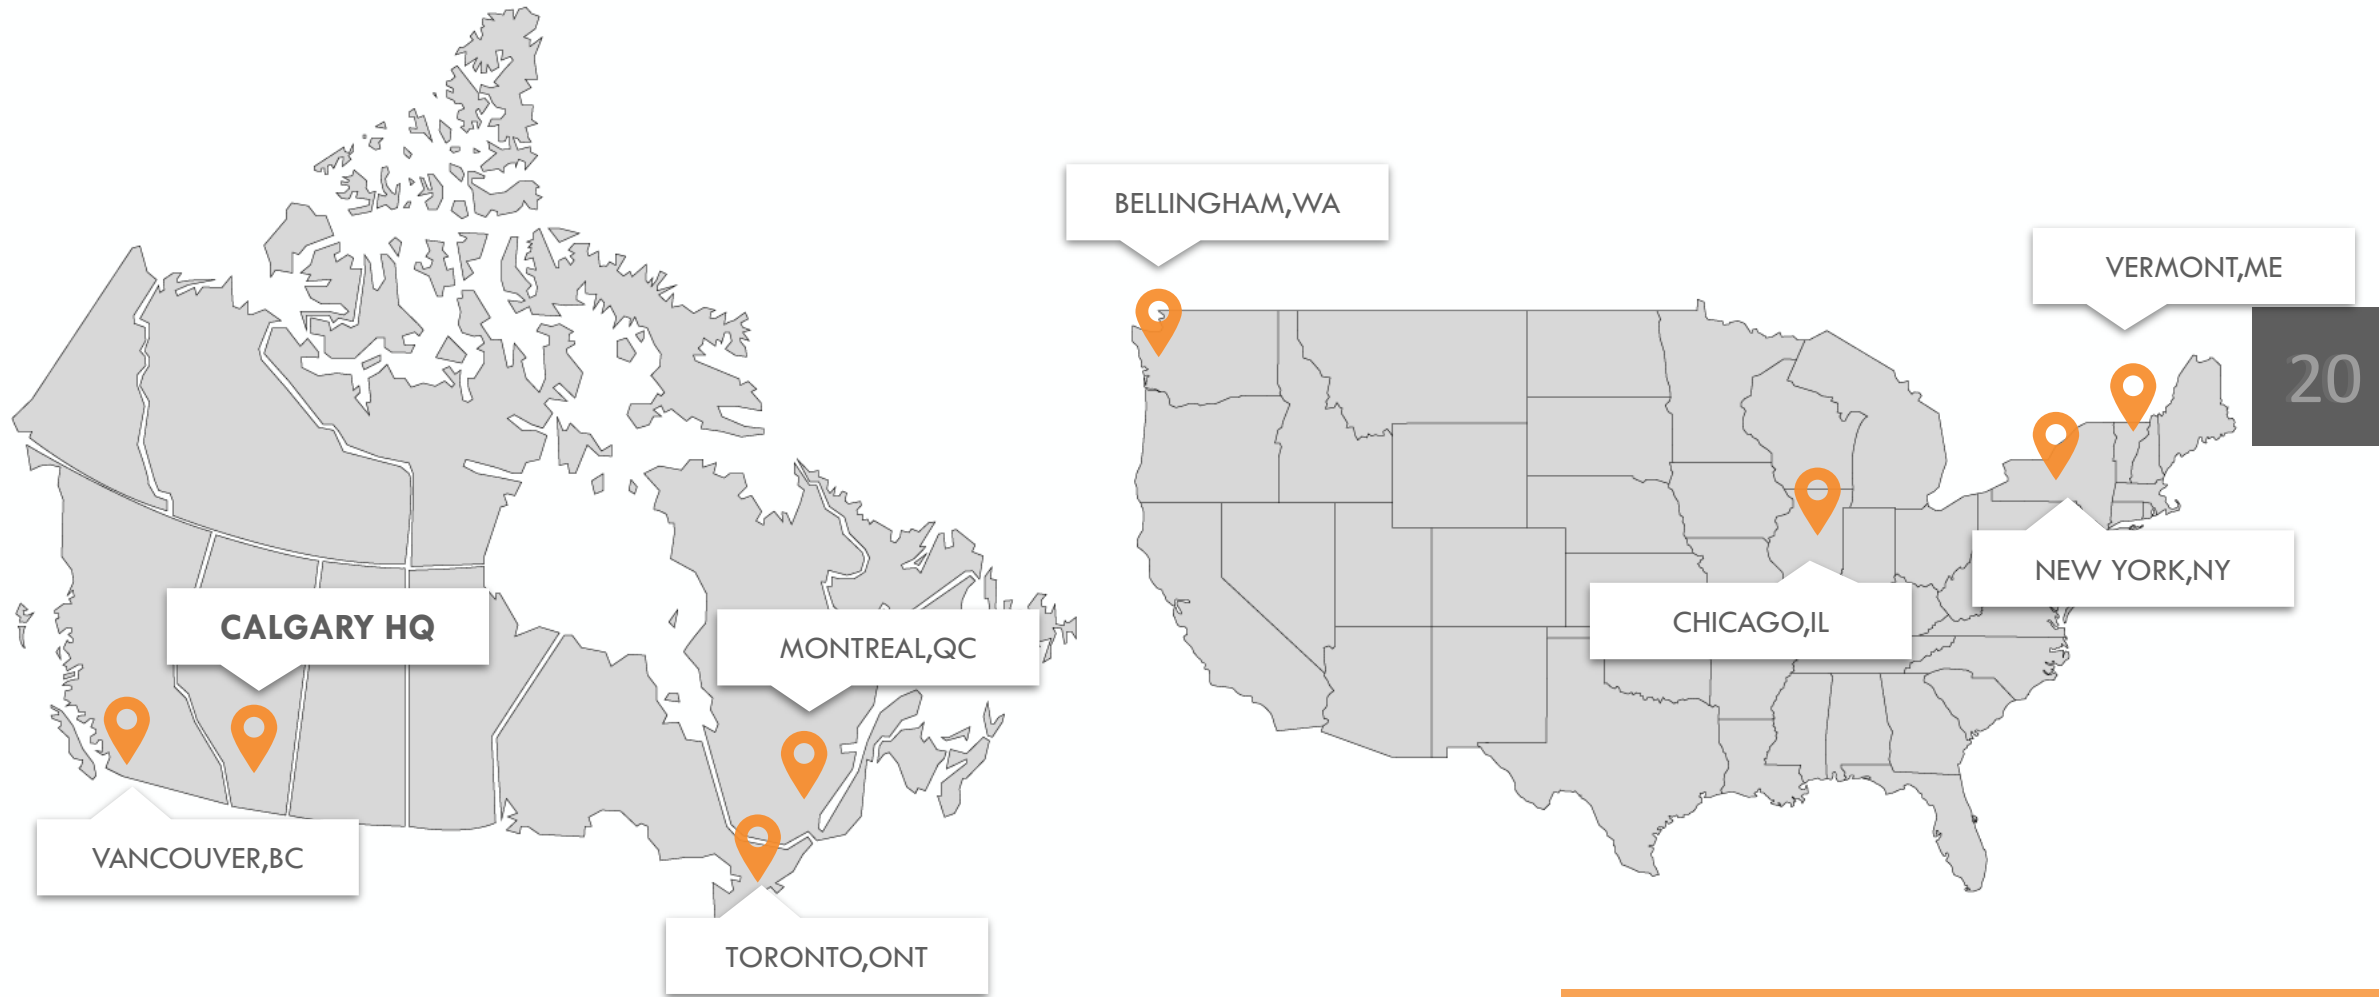 BELLINGHAM,WA
VERMONT,ME
20
NEW YORK,NY
CHICAGO,IL
CALGARY HQ
MONTREAL,QC
VANCOUVER,BC
TORONTO,ONT